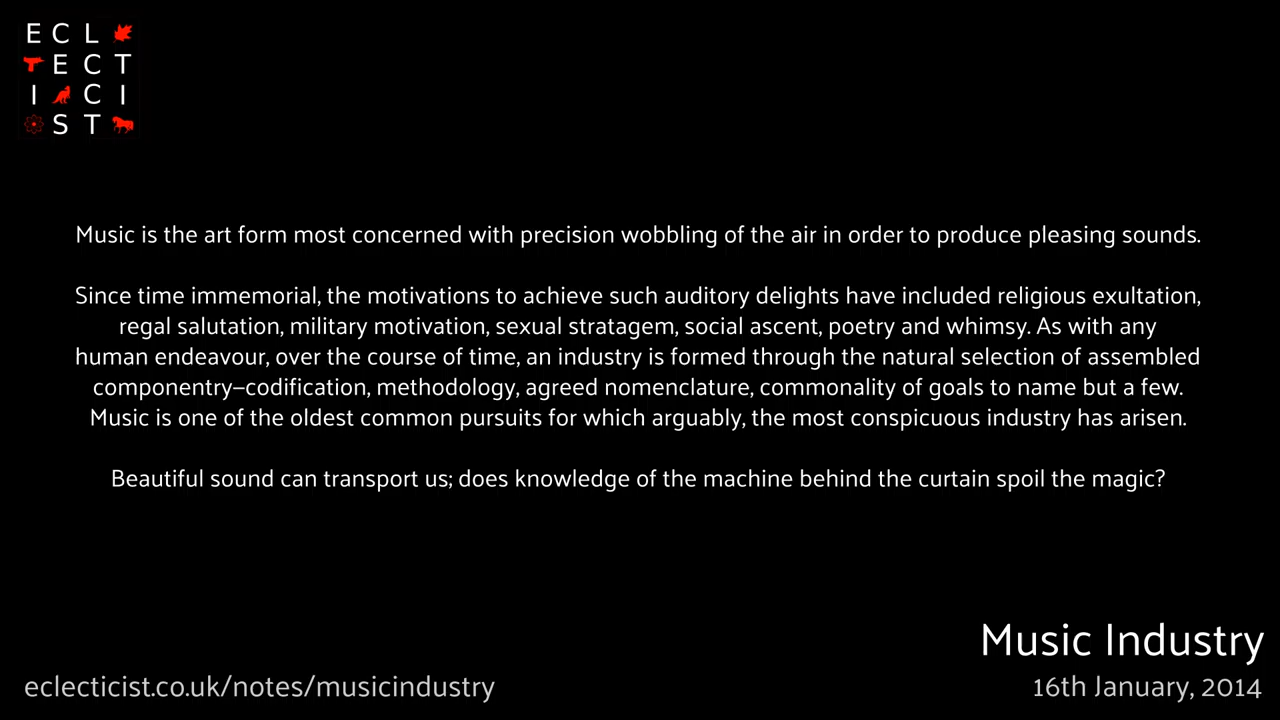 E C L
E C T
I C I
S T
Music is the art form most concerned with precision wobbling of the air in order to produce pleasing sounds.
Since time immemorial, the motivations to achieve such auditory delights have included religious exultation,
regal salutation, military motivation, sexual stratagem, social ascent, poetry and whimsy. As with any
human endeavour, over the course of time, an industry is formed through the natural selection of assembled
componentry—codification, methodology, agreed nomenclature, commonality of goals to name but a few.
Music is one of the oldest common pursuits for which arguably, the most conspicuous industry has arisen.
Beautiful sound can transport us; does knowledge of the machine behind the curtain spoil the magic?
Music Industry
eclecticist.co.uk/notes/musicindustry
16th January, 2014